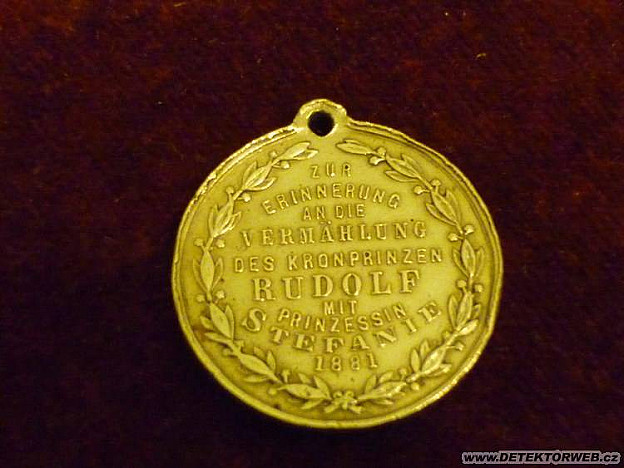 ZUR
ERINNERUNG
AN DIE
VERMÄHLUNG
DES KRONPRINZEN
RUDOLF
MIT
PRINZESSIN
STEFANIE
1881
www.DETEKTORWEB.cz